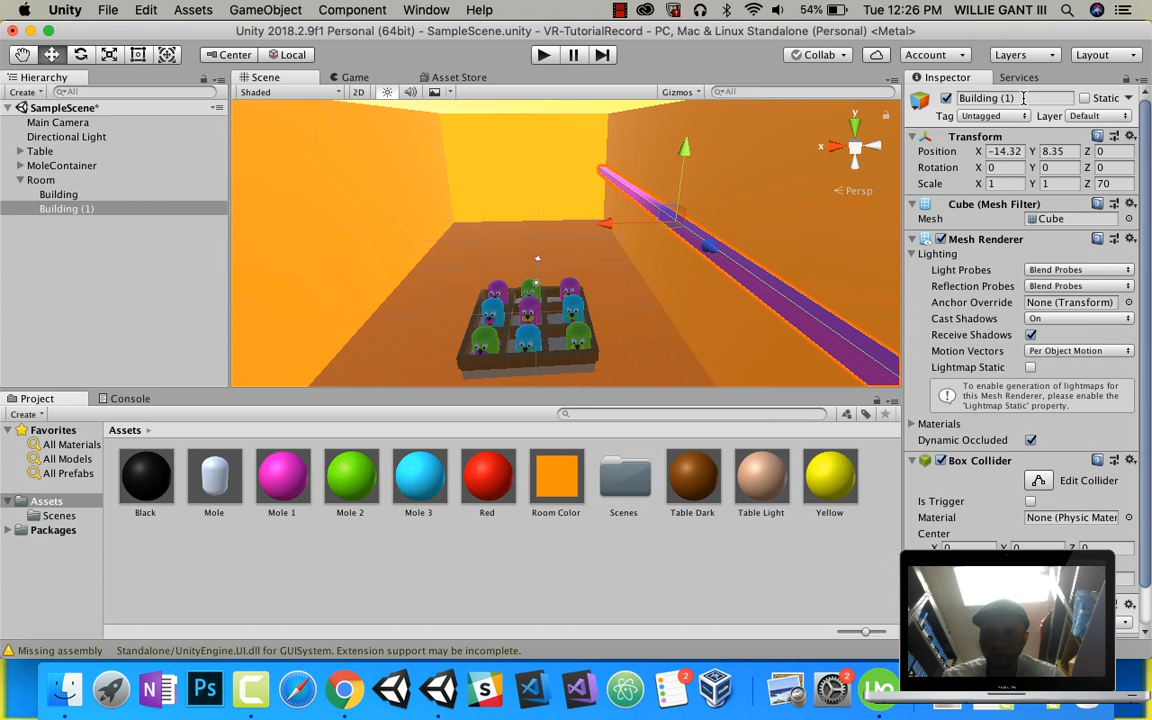 Unity File Edit Assets GameObject Component Window Help 54% Tue 12:26 PM WILLIE GANT III
Unity 2018.2.9f1 Personal (64bit) - SampleScene.unity - VR-TutorialRecord - PC, Mac & Linux Standalone (Personal) <Metal>
Center Local Collab Account Layers Layout
Hierarchy
Create All
SampleScene*
Main Camera
Directional Light
Table
MoleContainer
Room
Building
Building (1)
Scene Game Asset Store
Shaded 2D Gizmos All
y
x
Persp
Inspector Services
Building (1) Static
Tag Untagged Layer Default
Transform
Position X -14.32 Y 8.35 Z 0
Rotation X 0 Y 0 Z 0
Scale X 1 Y 1 Z 70
Cube (Mesh Filter)
Mesh Cube
Mesh Renderer
Lighting
Light Probes Blend Probes
Reflection Probes Blend Probes
Anchor Override None (Transform)
Cast Shadows On
Receive Shadows
Motion Vectors Per Object Motion
Lightmap Static
To enable generation of lightmaps for
this Mesh Renderer, please enable the
'Lightmap Static' property.
Materials
Dynamic Occluded
Box Collider
Edit Collider
Is Trigger
Material None (Physic Mater
Center
X 0 Y 0 Z 0
Project Console
Create
Favorites
All Materials
All Models
All Prefabs
Assets
Scenes
Packages
Assets
Black Mole Mole 1 Mole 2 Mole 3 Red Room Color Scenes Table Dark Table Light Yellow
Missing assembly Standalone/UnityEngine.UI.dll for GUISystem. Extension support may be incomplete.
N Ps C S 2 2